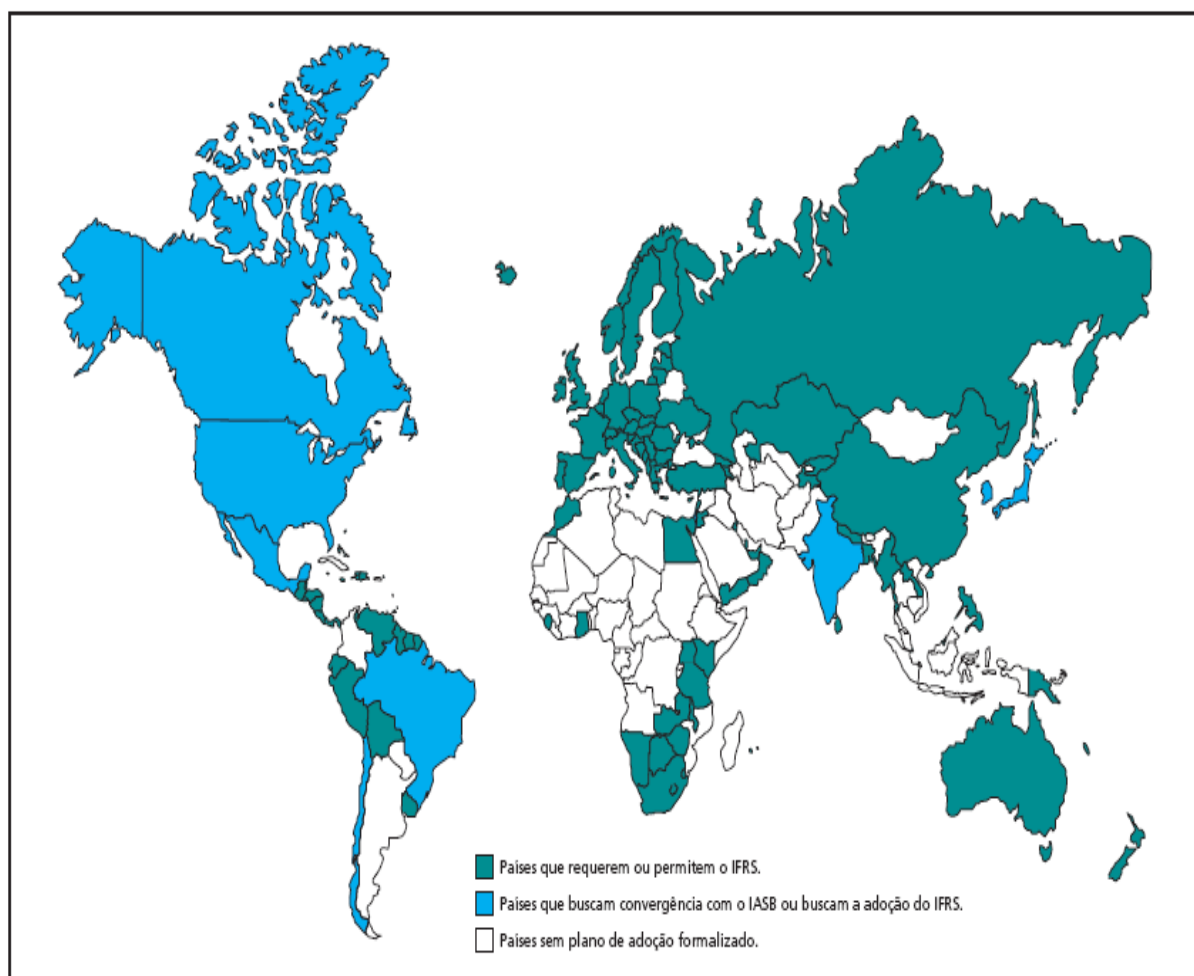 Países que requerem ou permitem o IFRS.
Países que buscam convergência com o IASB ou buscam a adoção do IFRS.
Países sem plano de adoção formalizado.